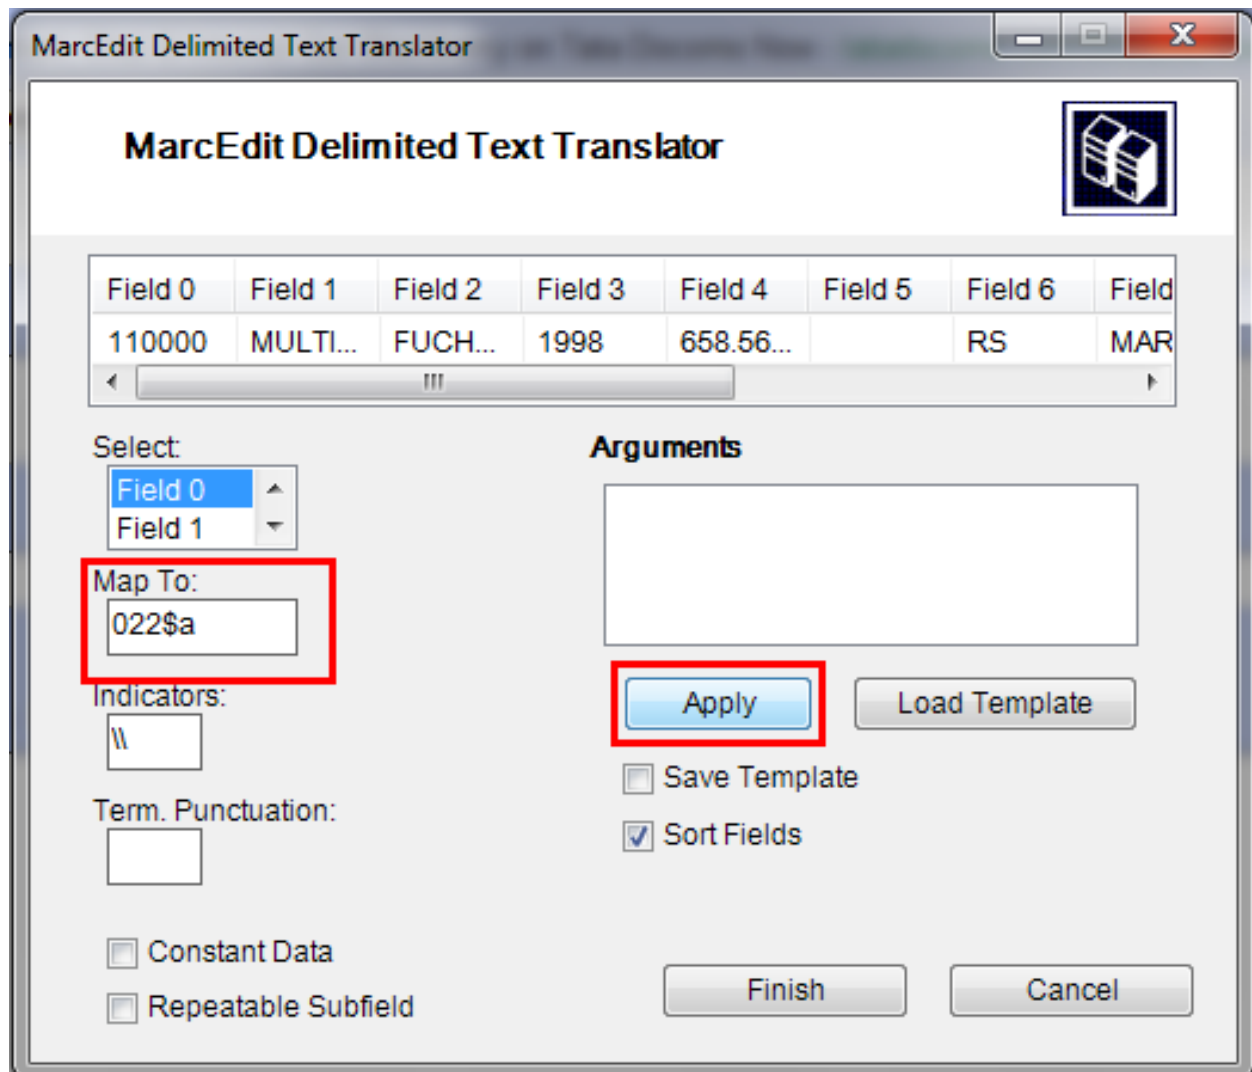 MarcEdit Delimited Text Translator
MarcEdit Delimited Text Translator
Field 0 Field 1 Field 2 Field 3 Field 4 Field 5 Field 6 Field
110000 MULTI... FUCH... 1998 658.56... RS MAR
Select:
Field 0
Field 1
Map To:
022$a
Indicators:
\\
Term. Punctuation:
Constant Data
Repeatable Subfield
Arguments
Apply Load Template
Save Template
Sort Fields
Finish Cancel